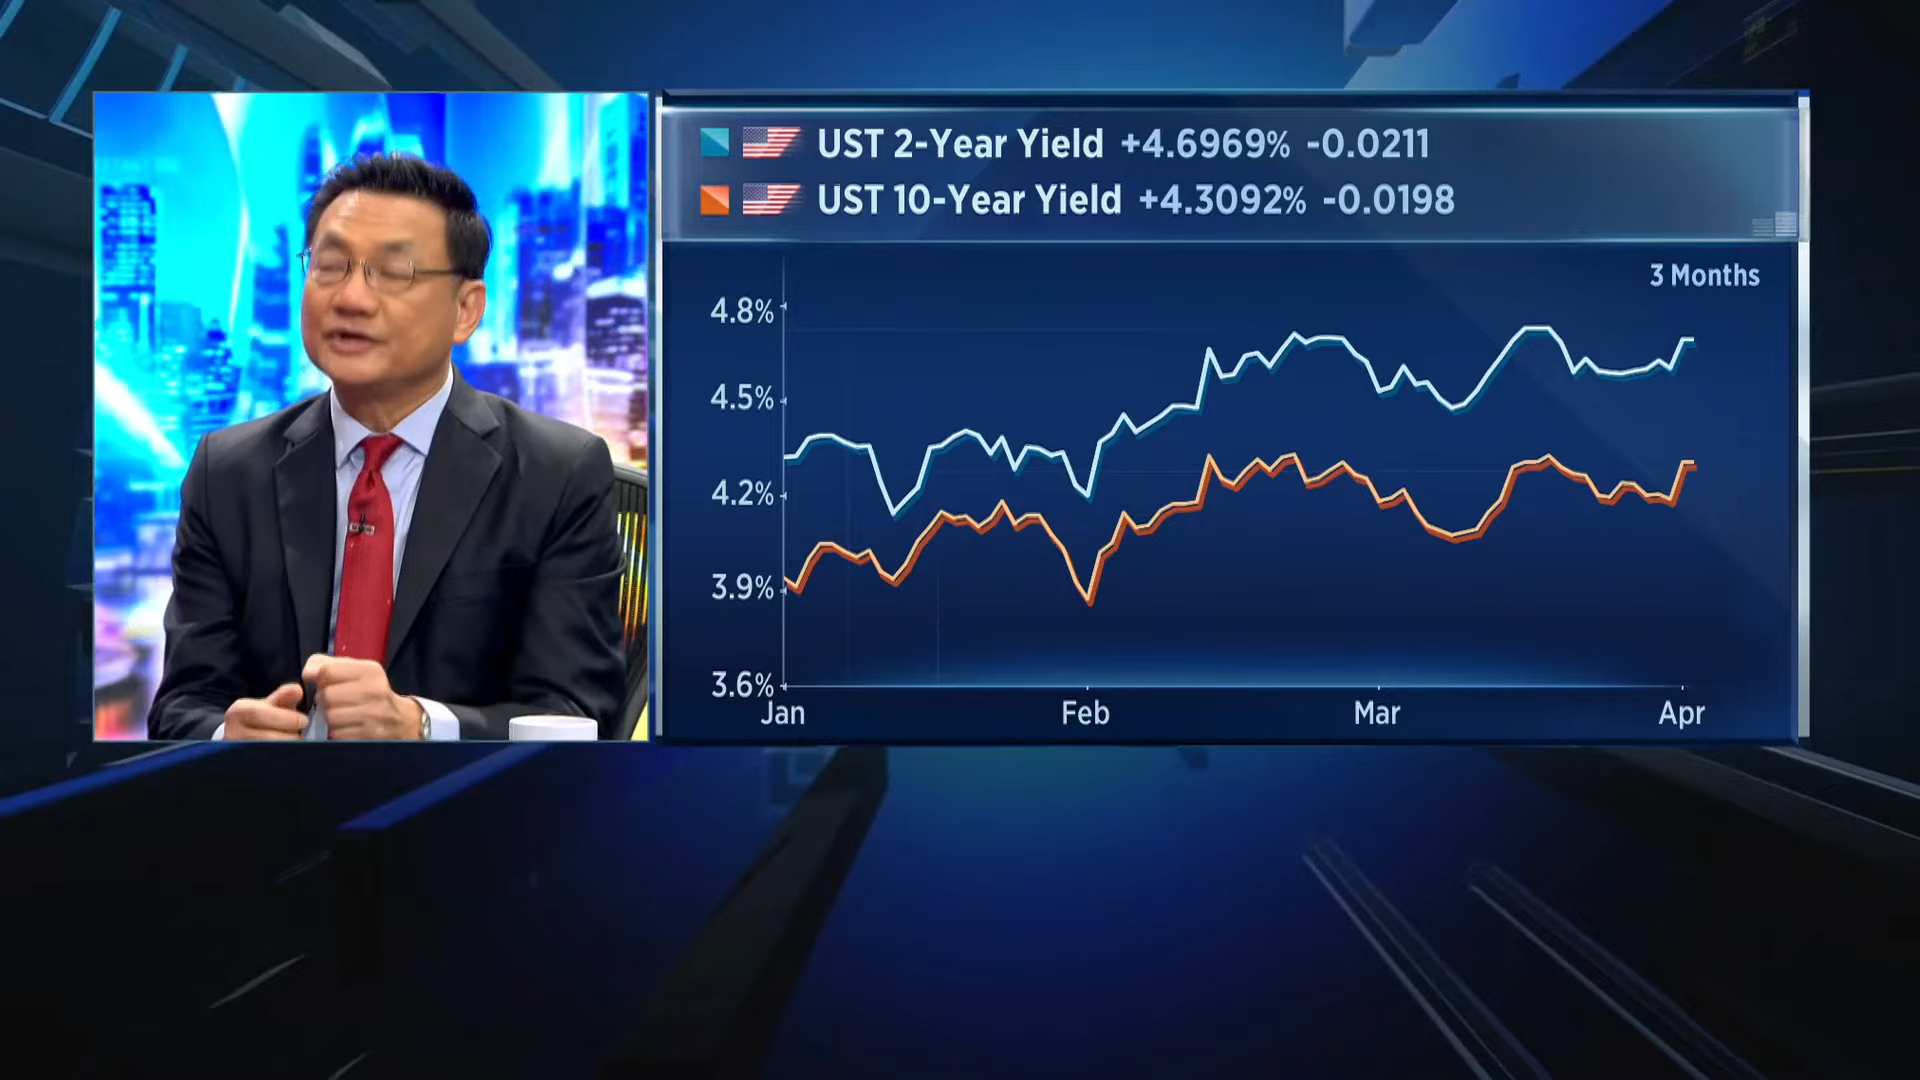 UST 2-Year Yield +4.6969% -0.0211
UST 10-Year Yield +4.3092% -0.0198
3 Months
4.8%
4.5%
4.2%
3.9%
3.6%
Jan Feb Mar Apr